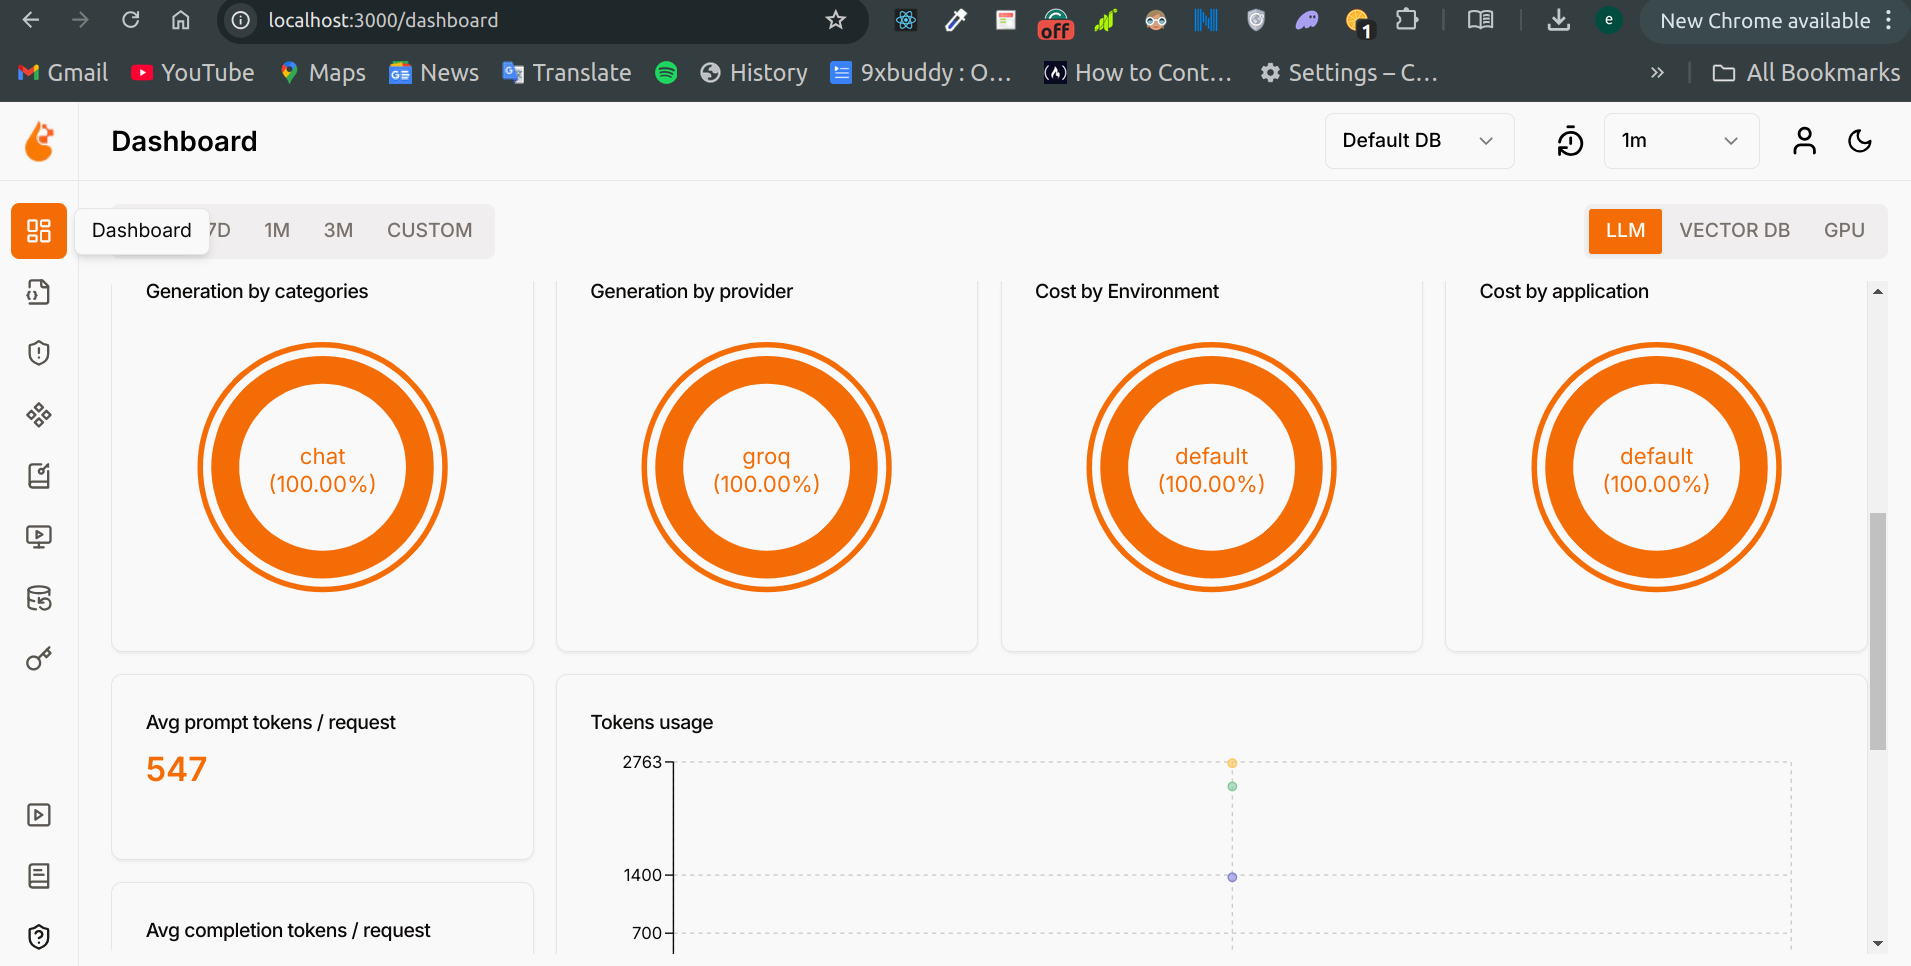 localhost:3000/dashboard
off
1
e
New Chrome available
Gmail
YouTube
Maps
News
Translate
History
9xbuddy : O...
How to Cont...
Settings – C...
»
All Bookmarks
Dashboard
Default DB
1m
Dashboard
7D
1M
3M
CUSTOM
LLM
VECTOR DB
GPU
Generation by categories
Generation by provider
Cost by Environment
Cost by application
chat
(100.00%)
groq
(100.00%)
default
(100.00%)
default
(100.00%)
Avg prompt tokens / request
547
Tokens usage
2763
1400
700
Avg completion tokens / request